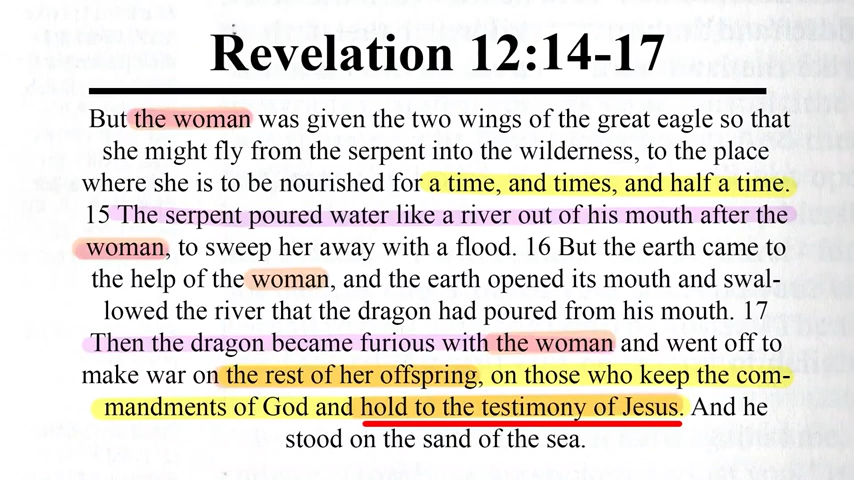 Revelation 12:14-17
But the woman was given the two wings of the great eagle so that
she might fly from the serpent into the wilderness, to the place
where she is to be nourished for a time, and times, and half a time.
15 The serpent poured water like a river out of his mouth after the
woman, to sweep her away with a flood. 16 But the earth came to
the help of the woman, and the earth opened its mouth and swal-
lowed the river that the dragon had poured from his mouth. 17
Then the dragon became furious with the woman and went off to
make war on the rest of her offspring, on those who keep the com-
mandments of God and hold to the testimony of Jesus. And he
stood on the sand of the sea.